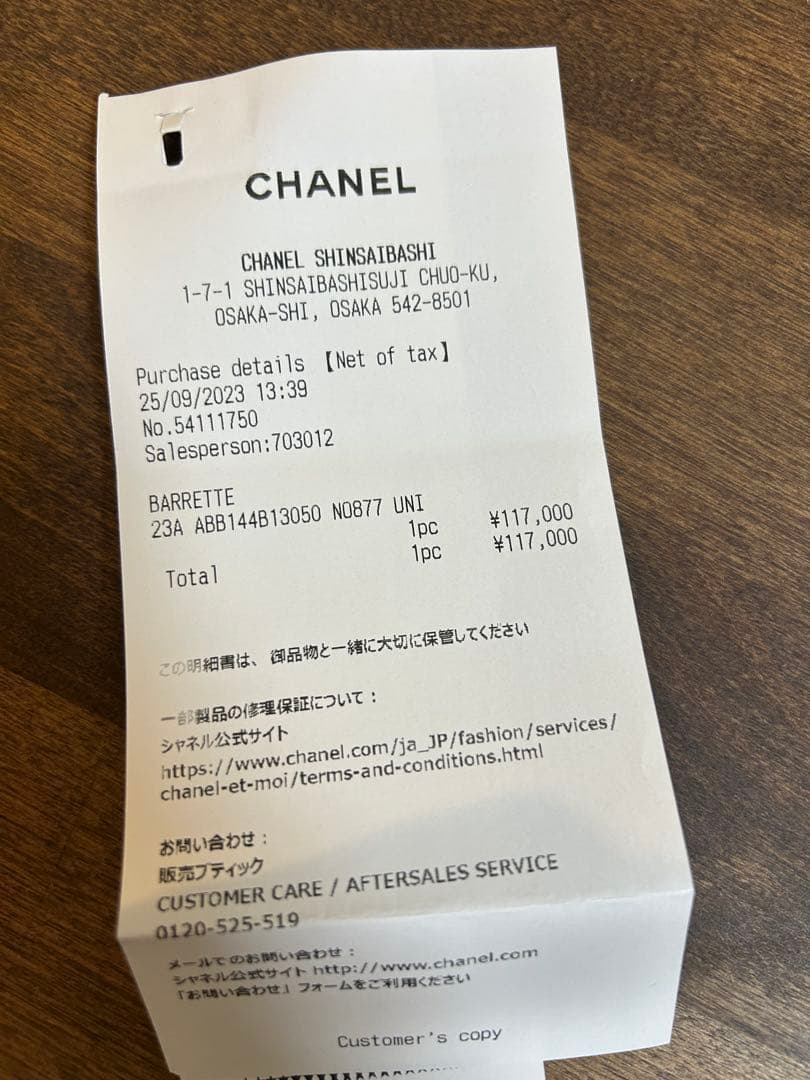 CHANEL
CHANEL SHINSAIBASHI
1-7-1 SHINSAIBASHISUJI CHUO-KU,
OSAKA-SHI, OSAKA 542-8501
Purchase details 【Net of tax】
25/09/2023 13:39
No.54111750
Salesperson:703012
BARRETTE
23A ABB144B13050 N0877 UNI
1pc ¥117,000
Total 1pc ¥117,000
この明細書は、御品物と一緒に大切に保管してください
一部製品の修理保証について：
シャネル公式サイト
https://www.chanel.com/ja_JP/fashion/services/
chanel-et-moi/terms-and-conditions.html
お問い合わせ：
販売ブティック
CUSTOMER CARE / AFTERSALES SERVICE
0120-525-519
メールでのお問い合わせ：
シャネル公式サイト http://www.chanel.com
「お問い合わせ」フォームをご利用ください
Customer's copy